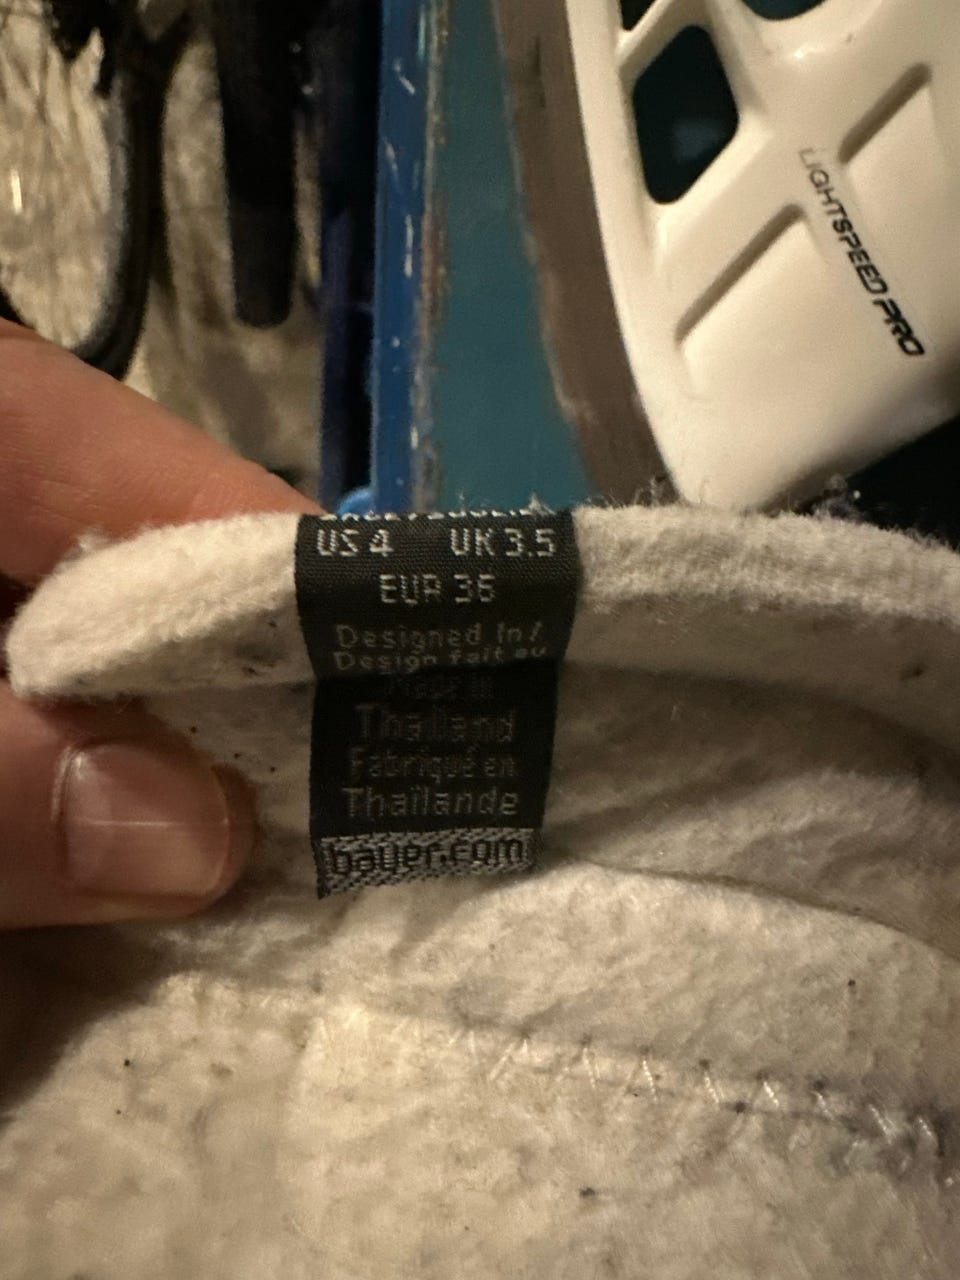 LIGHTSPEED PRO
US 4 UK 3.5
EUR 36
Designed in /
Design fait au
Made in
Thailand
Fabriqué en
Thaïlande
bauer.com